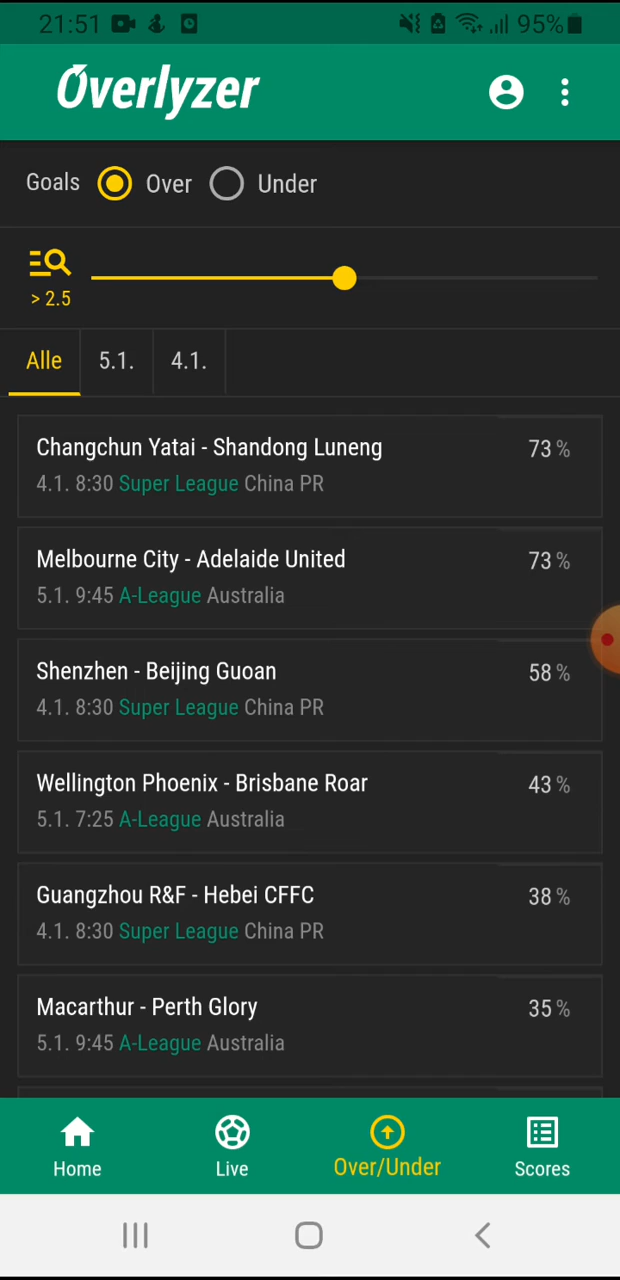 21:51 95%
Overlyzer
Goals Over Under
> 2.5
Alle 5.1. 4.1.
Changchun Yatai - Shandong Luneng 73 %
4.1. 8:30 Super League China PR
Melbourne City - Adelaide United 73 %
5.1. 9:45 A-League Australia
Shenzhen - Beijing Guoan 58 %
4.1. 8:30 Super League China PR
Wellington Phoenix - Brisbane Roar 43 %
5.1. 7:25 A-League Australia
Guangzhou R&F - Hebei CFFC 38 %
4.1. 8:30 Super League China PR
Macarthur - Perth Glory 35 %
5.1. 9:45 A-League Australia
Home Live Over/Under Scores